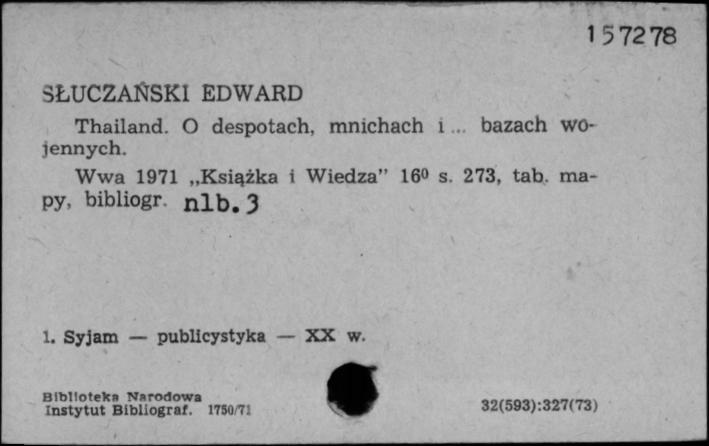 157278
SŁUCZAŃSKI EDWARD
Thailand. O despotach, mnichach i ... bazach wo-
jennych.
Wwa 1971 „Książka i Wiedza” 16⁰ s. 273, tab. ma-
py, bibliogr. nlb. 3
1. Syjam — publicystyka — XX w.
Biblioteka Narodowa
Instytut Bibliograf. 1750/71
32(593):327(73)